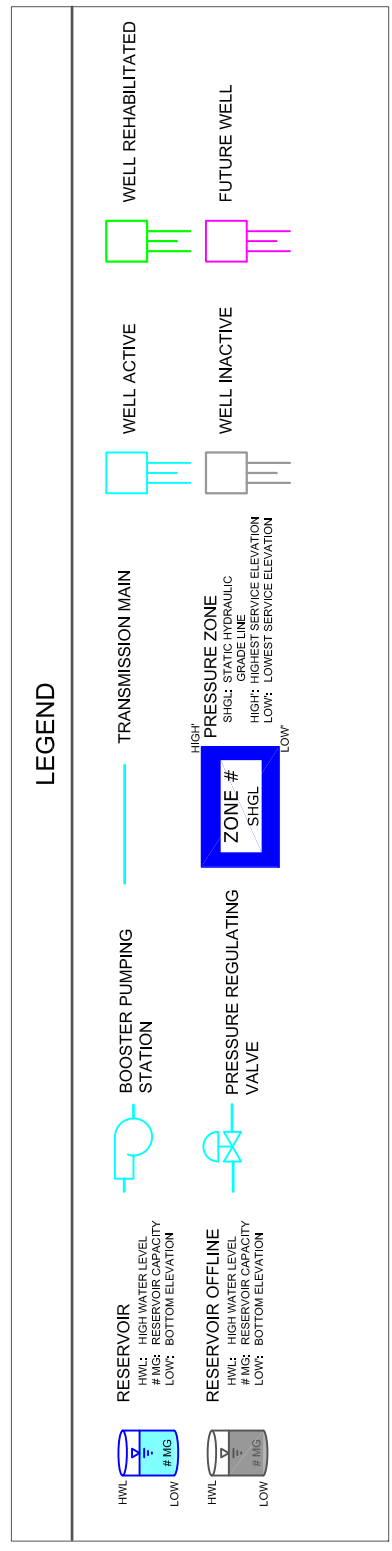 LEGEND
HWL
# MG
LOW
RESERVOIR
HWL: HIGH WATER LEVEL
# MG: RESERVOIR CAPACITY
LOW': BOTTOM ELEVATION
HWL
# MG
LOW
RESERVOIR OFFLINE
HWL: HIGH WATER LEVEL
# MG: RESERVOIR CAPACITY
LOW': BOTTOM ELEVATION
BOOSTER PUMPING
STATION
PRESSURE REGULATING
VALVE
TRANSMISSION MAIN
ZONE #
SHGL
HIGH'
LOW'
PRESSURE ZONE
SHGL: STATIC HYDRAULIC
GRADE LINE
HIGH': HIGHEST SERVICE ELEVATION
LOW': LOWEST SERVICE ELEVATION
WELL ACTIVE
WELL INACTIVE
WELL REHABILITATED
FUTURE WELL